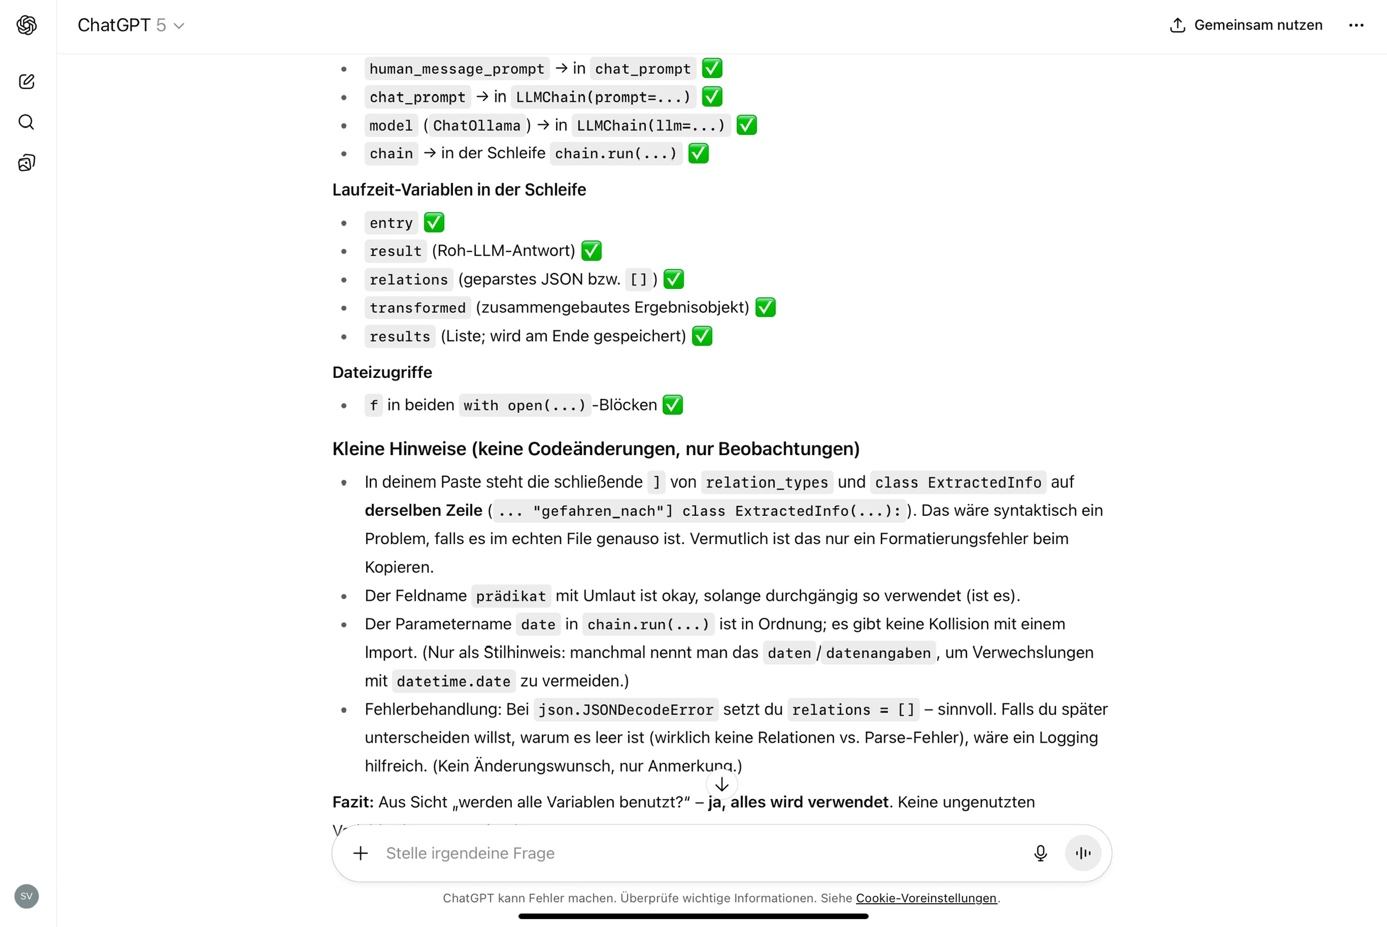 ChatGPT 5
Gemeinsam nutzen
human_message_prompt → in chat_prompt ✅
chat_prompt → in LLMChain(prompt=...) ✅
model (ChatOllama) → in LLMChain(llm=...) ✅
chain → in der Schleife chain.run(...) ✅
Laufzeit-Variablen in der Schleife
entry ✅
result (Roh-LLM-Antwort) ✅
relations (geparstes JSON bzw. []) ✅
transformed (zusammengebautes Ergebnisobjekt) ✅
results (Liste; wird am Ende gespeichert) ✅
Dateizugriffe
f in beiden with open(...)-Blöcken ✅
Kleine Hinweise (keine Codeänderungen, nur Beobachtungen)
In deinem Paste steht die schließende ] von relation_types und class ExtractedInfo auf
derselben Zeile (... "gefahren_nach"] class ExtractedInfo(...):). Das wäre syntaktisch ein
Problem, falls es im echten File genauso ist. Vermutlich ist das nur ein Formatierungsfehler beim
Kopieren.
Der Feldname prädikat mit Umlaut ist okay, solange durchgängig so verwendet (ist es).
Der Parametername date in chain.run(...) ist in Ordnung; es gibt keine Kollision mit einem
Import. (Nur als Stilhinweis: manchmal nennt man das daten/datenangaben, um Verwechslungen
mit datetime.date zu vermeiden.)
Fehlerbehandlung: Bei json.JSONDecodeError setzt du relations = [] – sinnvoll. Falls du später
unterscheiden willst, warum es leer ist (wirklich keine Relationen vs. Parse-Fehler), wäre ein Logging
hilfreich. (Kein Änderungswunsch, nur Anmerkung.)
Fazit: Aus Sicht „werden alle Variablen benutzt?“ – ja, alles wird verwendet. Keine ungenutzten
Stelle irgendeine Frage
SV
ChatGPT kann Fehler machen. Überprüfe wichtige Informationen. Siehe Cookie-Voreinstellungen.